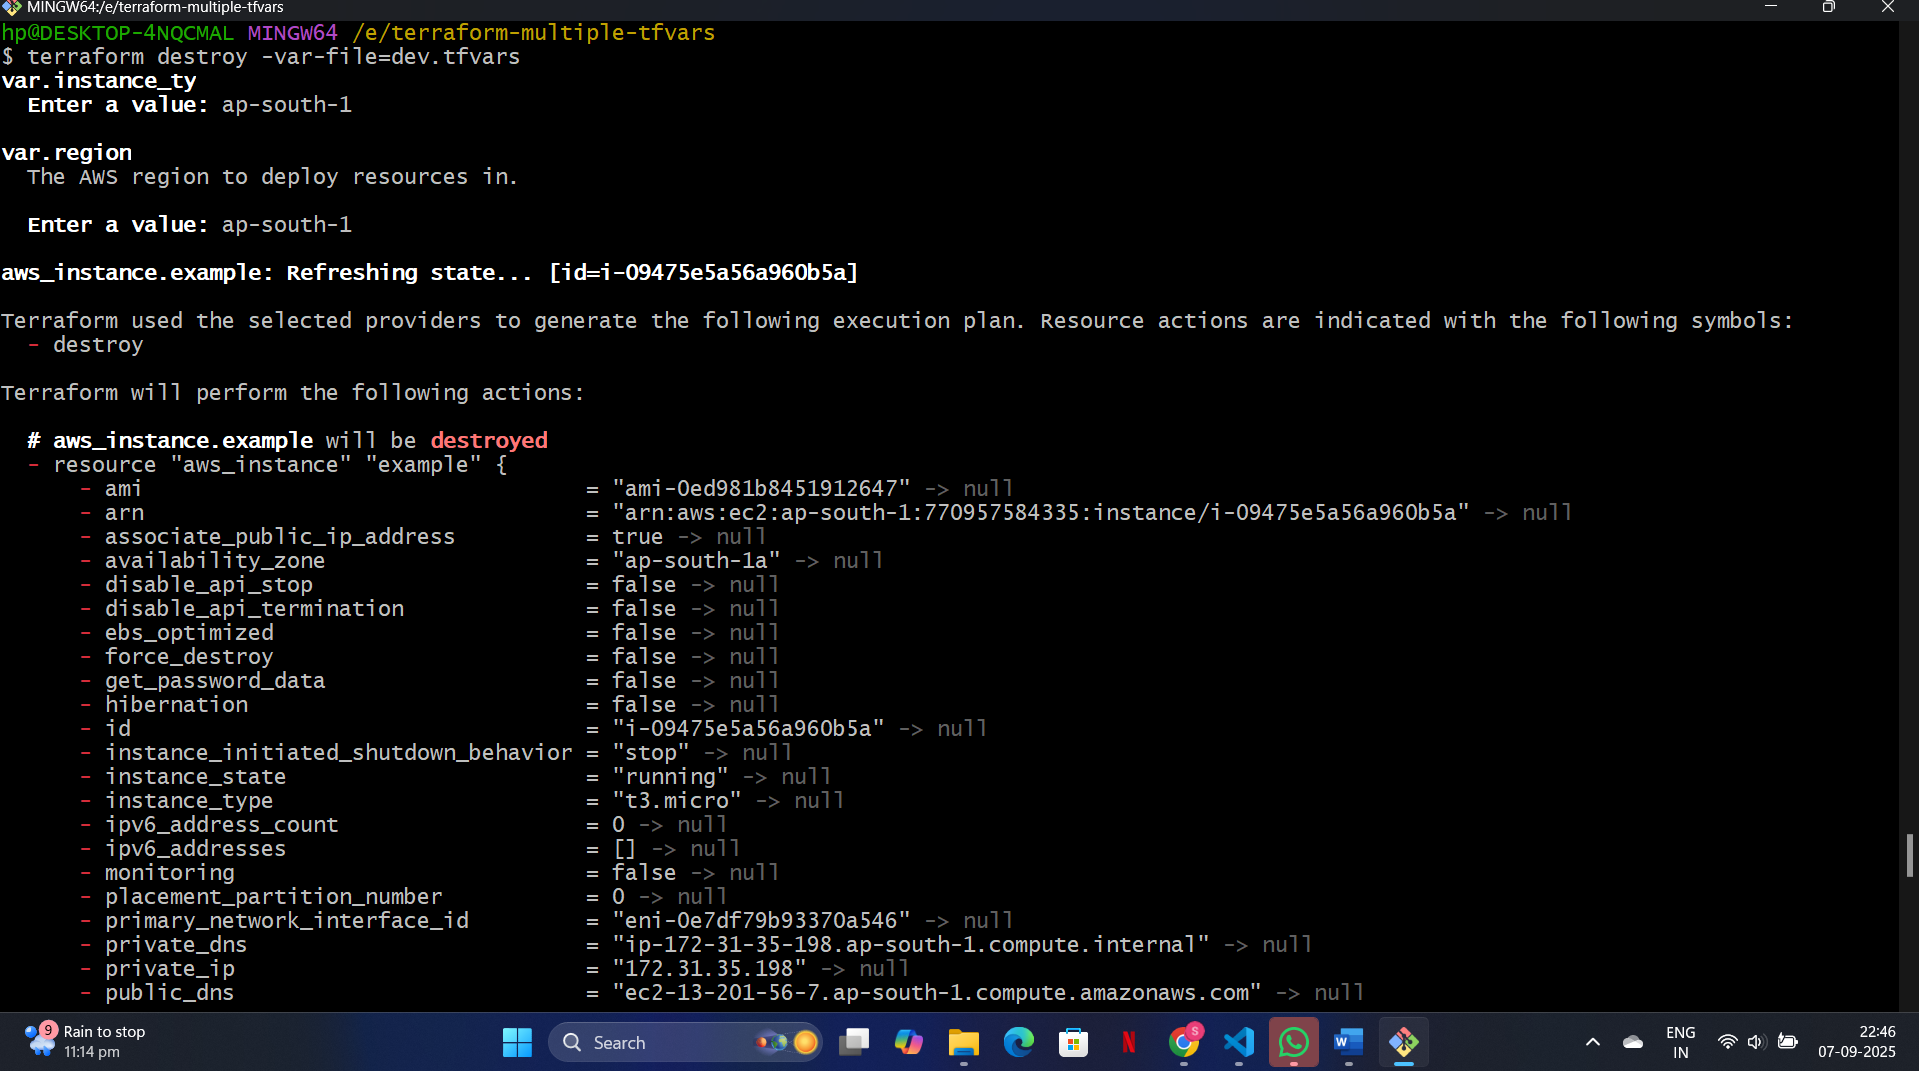 MINGW64:/e/terraform-multiple-tfvars
hp@DESKTOP-4NQCMAL MINGW64 /e/terraform-multiple-tfvars
$ terraform destroy -var-file=dev.tfvars
var.instance_ty
  Enter a value: ap-south-1

var.region
  The AWS region to deploy resources in.

  Enter a value: ap-south-1

aws_instance.example: Refreshing state... [id=i-09475e5a56a960b5a]

Terraform used the selected providers to generate the following execution plan. Resource actions are indicated with the following symbols:
  - destroy

Terraform will perform the following actions:

  # aws_instance.example will be destroyed
  - resource "aws_instance" "example" {
      - ami                                  = "ami-0ed981b8451912647" -> null
      - arn                                  = "arn:aws:ec2:ap-south-1:770957584335:instance/i-09475e5a56a960b5a" -> null
      - associate_public_ip_address          = true -> null
      - availability_zone                    = "ap-south-1a" -> null
      - disable_api_stop                     = false -> null
      - disable_api_termination              = false -> null
      - ebs_optimized                        = false -> null
      - force_destroy                        = false -> null
      - get_password_data                    = false -> null
      - hibernation                          = false -> null
      - id                                   = "i-09475e5a56a960b5a" -> null
      - instance_initiated_shutdown_behavior = "stop" -> null
      - instance_state                       = "running" -> null
      - instance_type                        = "t3.micro" -> null
      - ipv6_address_count                   = 0 -> null
      - ipv6_addresses                       = [] -> null
      - monitoring                           = false -> null
      - placement_partition_number           = 0 -> null
      - primary_network_interface_id         = "eni-0e7df79b93370a546" -> null
      - private_dns                          = "ip-172-31-35-198.ap-south-1.compute.internal" -> null
      - private_ip                           = "172.31.35.198" -> null
      - public_dns                           = "ec2-13-201-56-7.ap-south-1.compute.amazonaws.com" -> null
9
Rain to stop
11:14 pm
Search
N
S
W
ENG
IN
22:46
07-09-2025